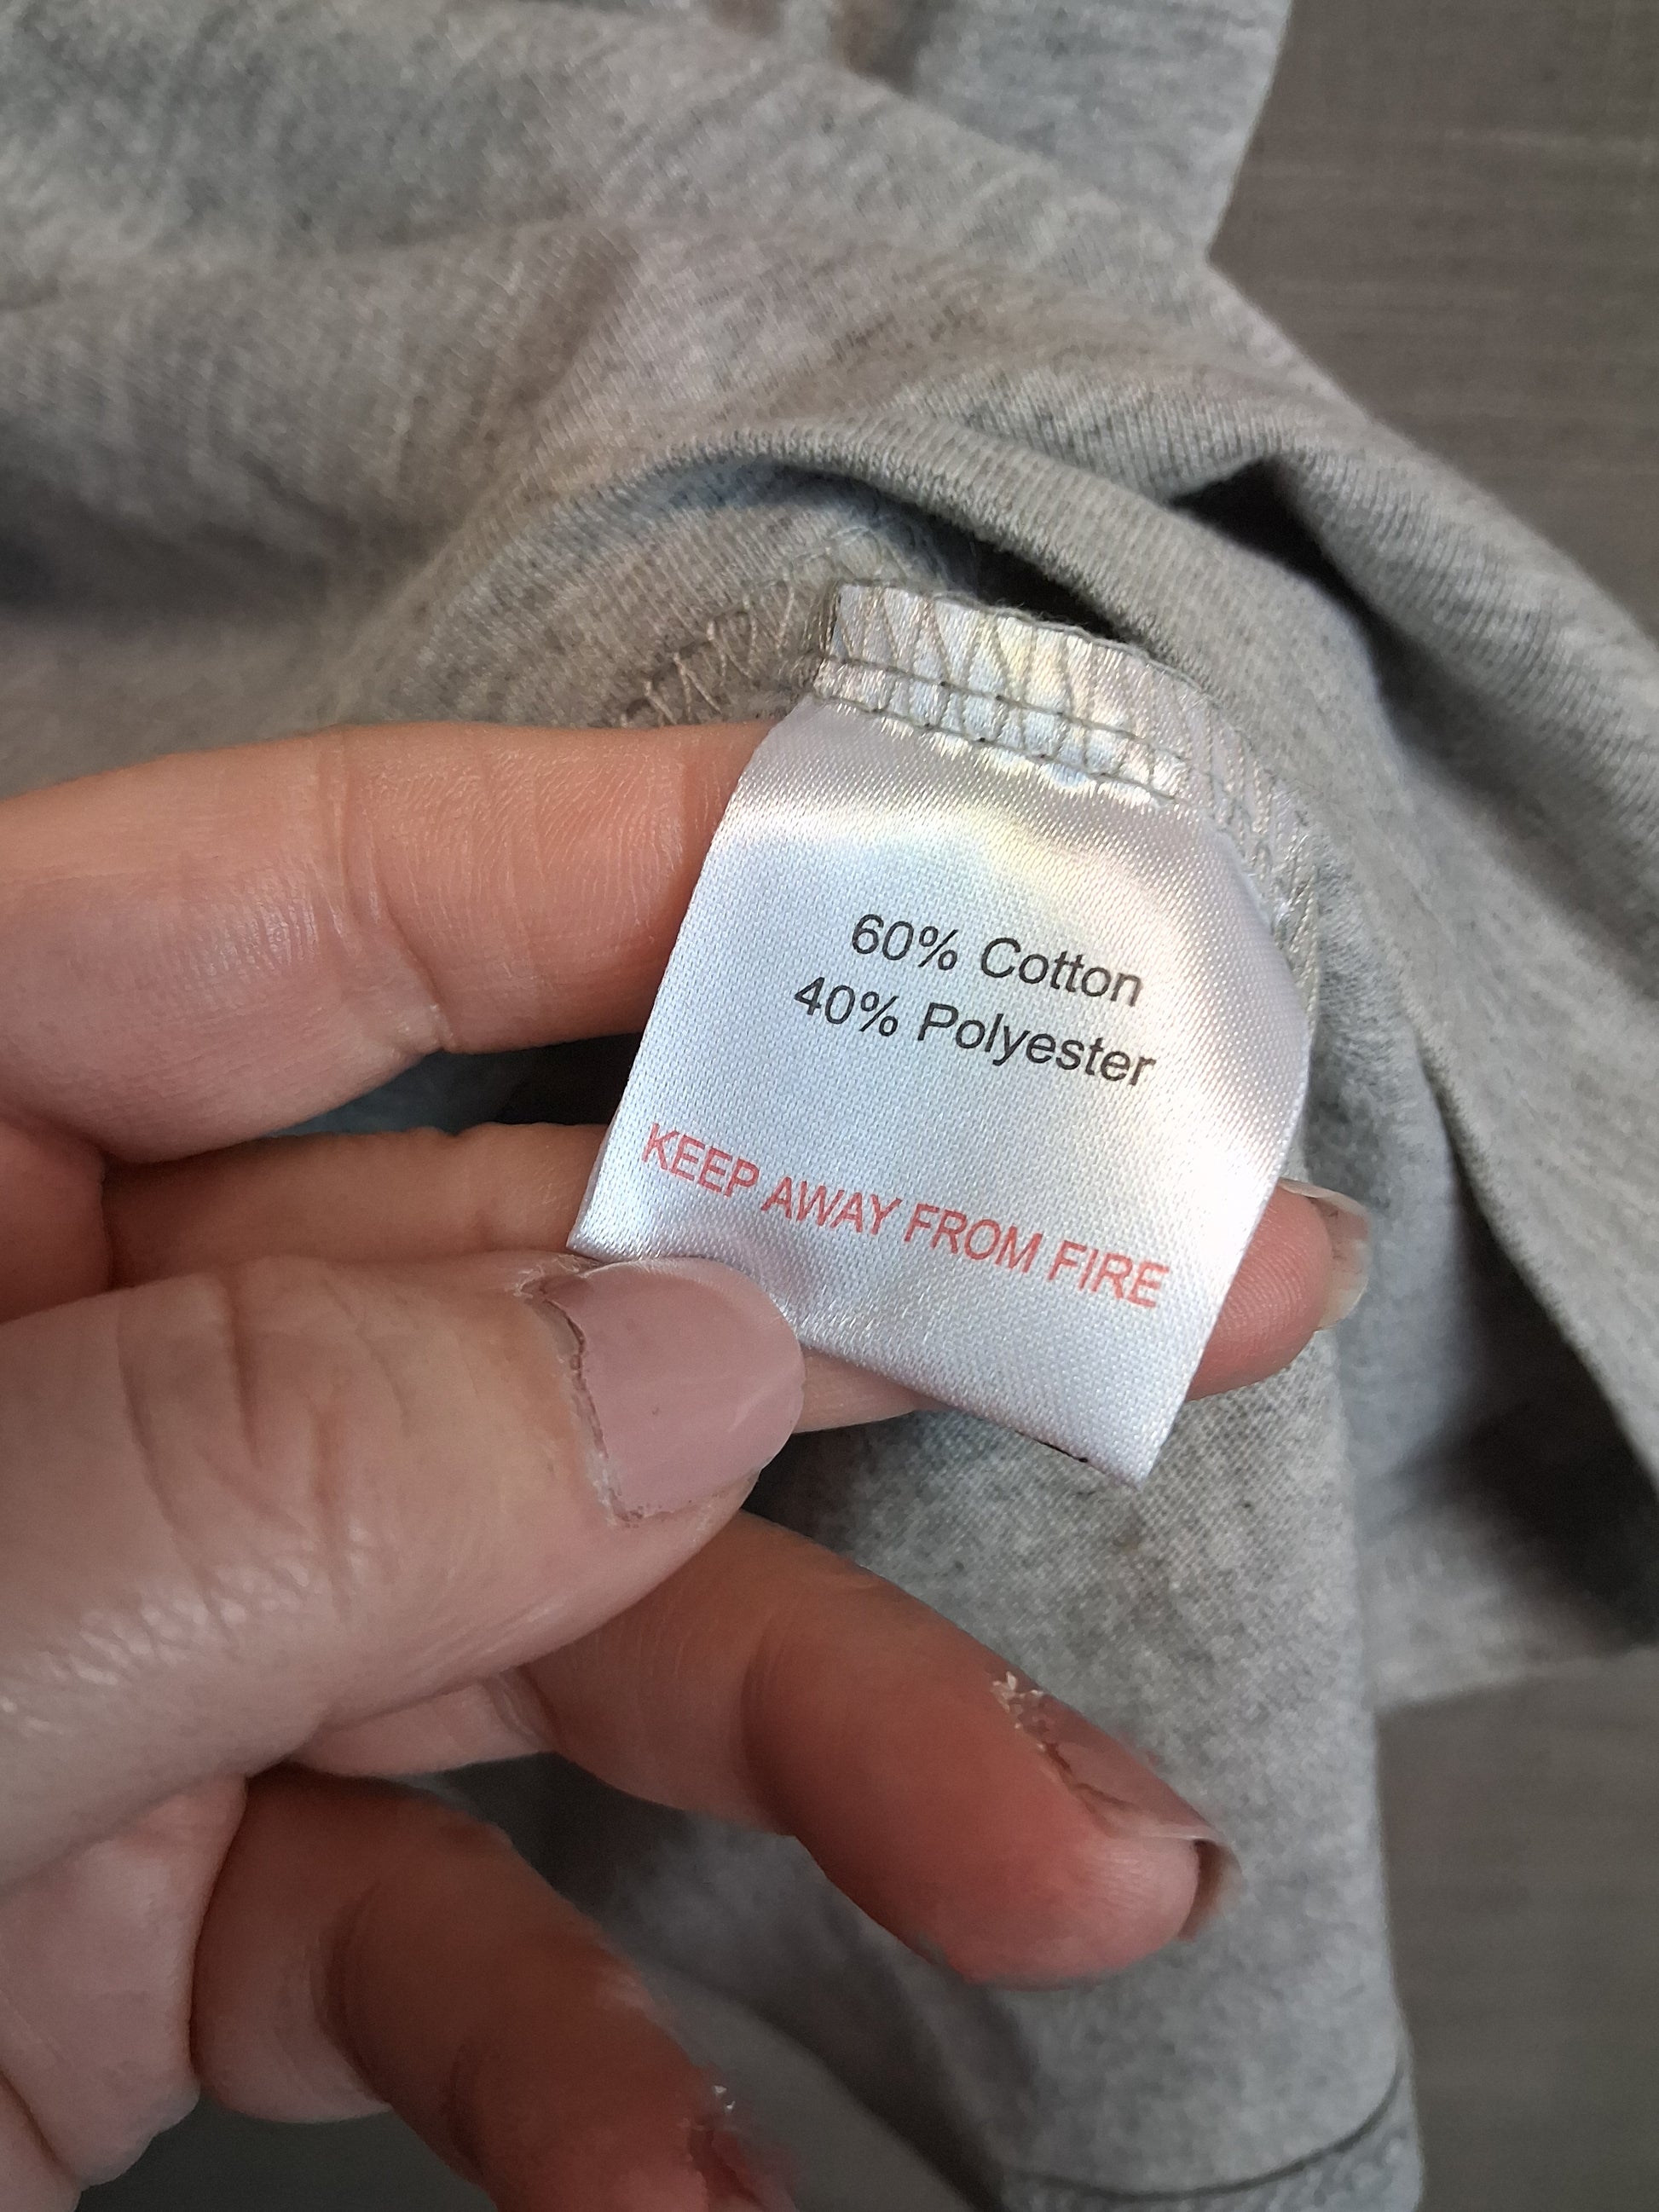 60% Cotton
40% Polyester
KEEP AWAY FROM FIRE